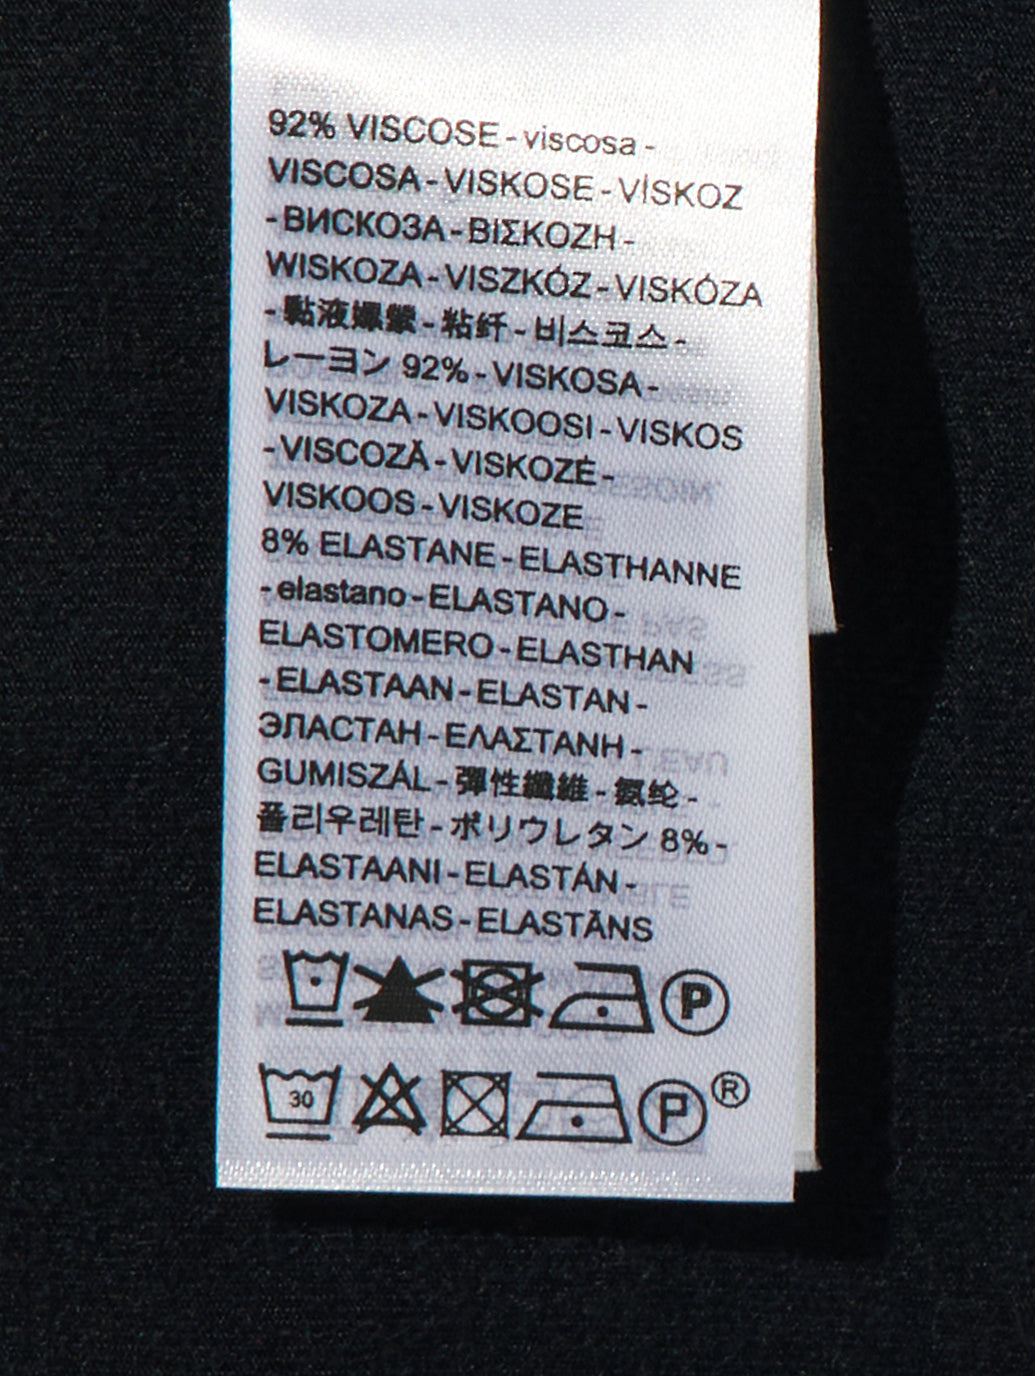 92% VISCOSE - viscosa -
VISCOSA - VISKOSE - VİSKOZ
- ВИСКОЗА - ΒΙΣΚΟΖΗ -
WISKOZA - VISZKÓZ - VISKÓZA
- 黏液嫘縈 - 粘纤 - 비스코스 -
レーヨン 92% - VISKOSA -
VISKOZA - VISKOOSI - VISKOS
- VISCOZĂ - VISKOZĖ -
VISKOOS - VISKOZE
8% ELASTANE - ELASTHANNE
- elastano - ELASTANO -
ELASTOMERO - ELASTHAN
- ELASTAAN - ELASTAN -
ЭЛАСТАН - ΕΛΑΣΤΑΝΗ -
GUMISZÁL - 彈性纖維 - 氨纶 -
폴리우레탄 - ポリウレタン 8% -
ELASTAANI - ELASTÁN -
ELASTANAS - ELASTĀNS
P
30 P ®